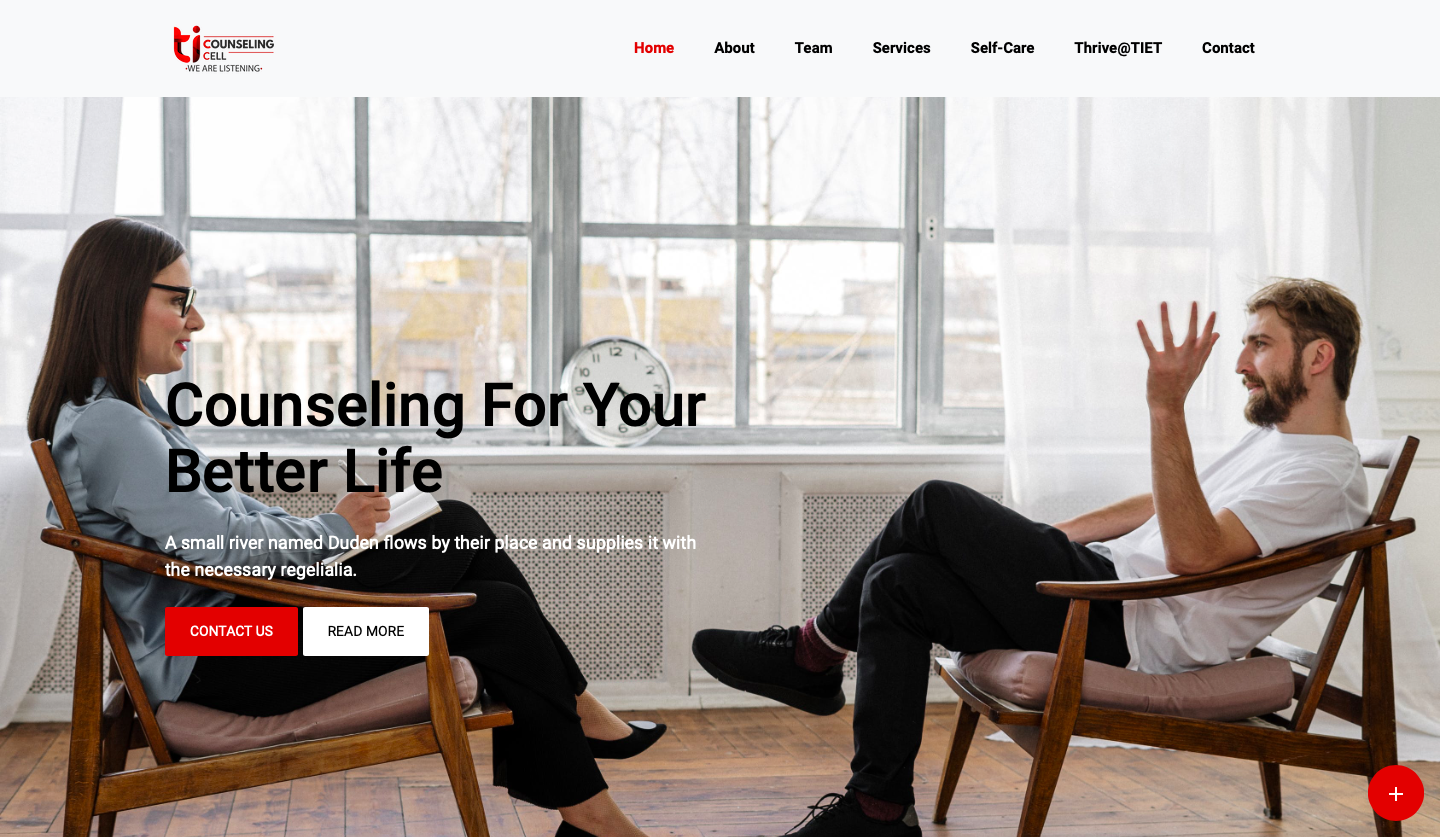 COUNSELING
CELL
•WE ARE LISTENING•
Home About Team Services Self-Care Thrive@TIET Contact
12
Counseling For Your
Better Life
A small river named Duden flows by their place and supplies it with
the necessary regelialia.
CONTACT US READ MORE
+